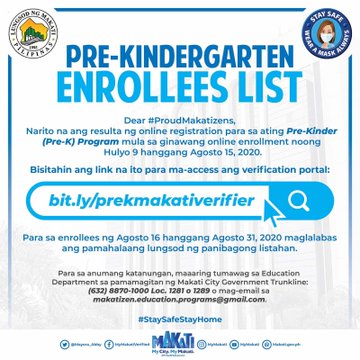 LUNGSOD NG MAKATI
PILIPINAS
STAY SAFE
WEAR A MASK ALWAYS
PRE-KINDERGARTEN
ENROLLEES LIST
Dear #ProudMakatizens,
Narito na ang resulta ng online registration para sa ating Pre-Kinder
(Pre-K) Program mula sa ginawang online enrollment noong
Hulyo 9 hanggang Agosto 15, 2020.
Bisitahin ang link na ito para ma-access ang verification portal:
bit.ly/prekmakativerifier
Para sa enrollees ng Agosto 16 hanggang Agosto 31, 2020 maglalabas
ang pamahalaang lungsod ng panibagong listahan.
Para sa anumang katanungan, maaaring tumawag sa Education
Department sa pamamagitan ng Makati City Government Trunkline:
(632) 8870-1000 Loc. 1281 o 1289 o mag-email sa
makatizen.education.programs@gmail.com.
#StaySafeStayHome
@Mayora_Abby
MyMakatiVerified
MAKATI
My City, My Makati.
MyMakati
@MyMakati